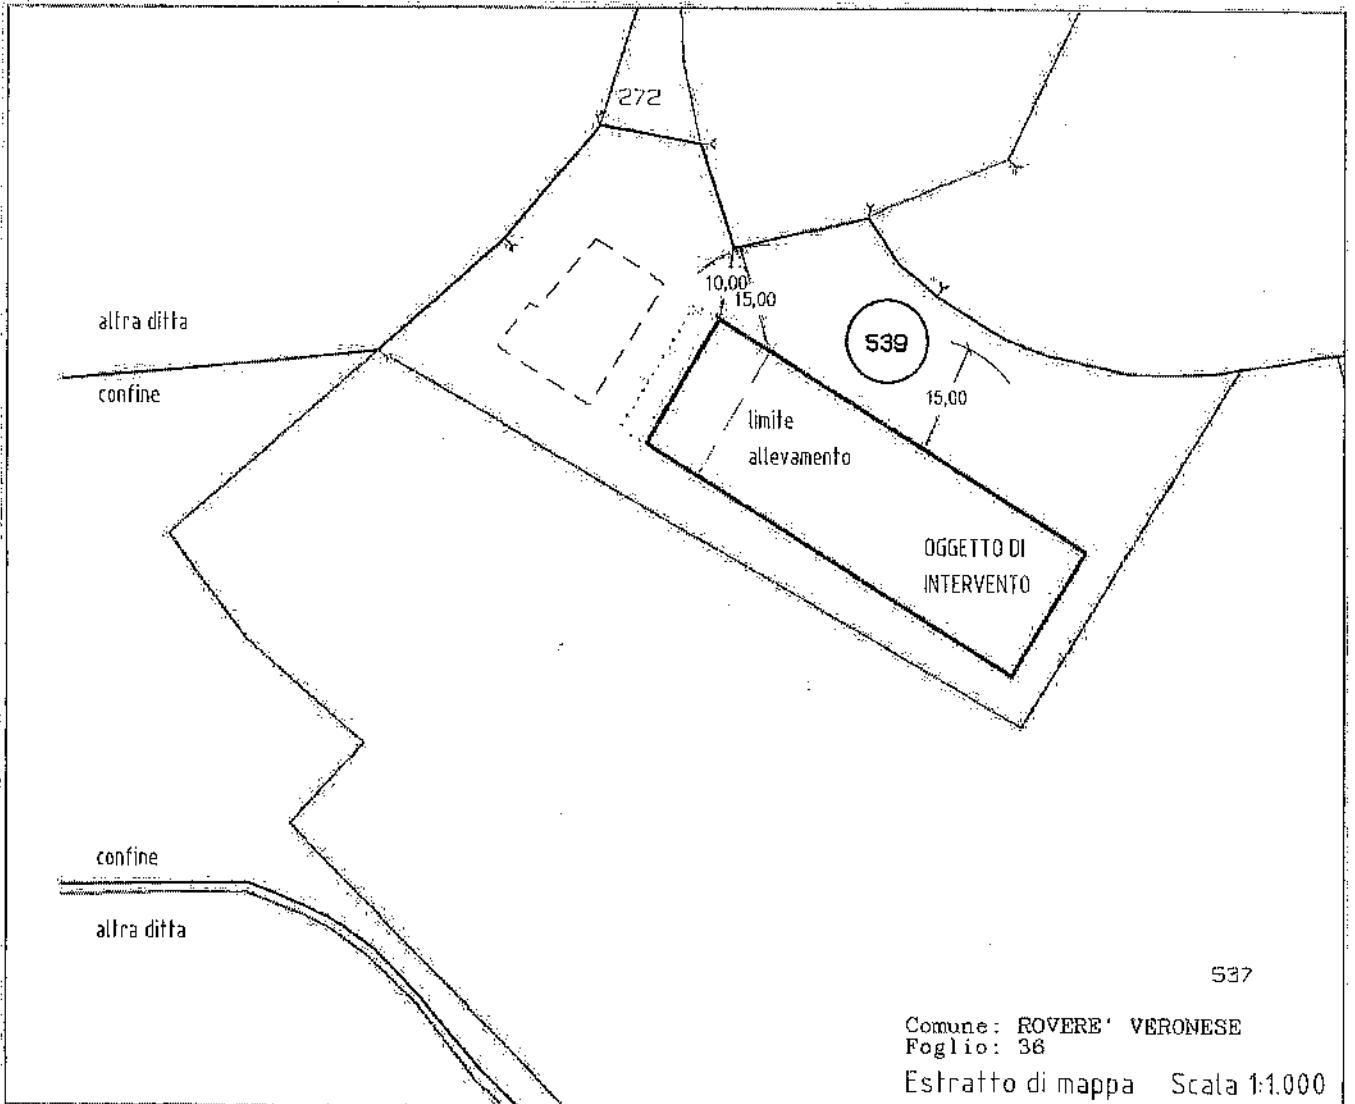 272
10,00
15,00
altra ditta
confine
539
15,00
limite
allevamento
OGGETTO DI
INTERVENTO
confine
altra ditta
537
Comune: ROVERE' VERONESE
Foglio: 36
Estratto di mappa Scala 1:1.000